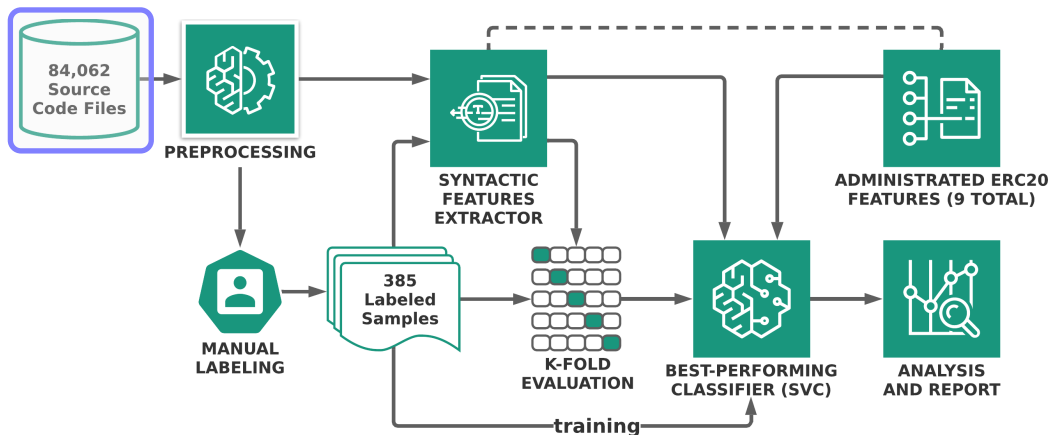 84,062
Source
Code Files
PREPROCESSING
SYNTACTIC
FEATURES
EXTRACTOR
ADMINISTRATED ERC20
FEATURES (9 TOTAL)
MANUAL
LABELING
385
Labeled
Samples
K-FOLD
EVALUATION
BEST-PERFORMING
CLASSIFIER (SVC)
ANALYSIS
AND REPORT
training